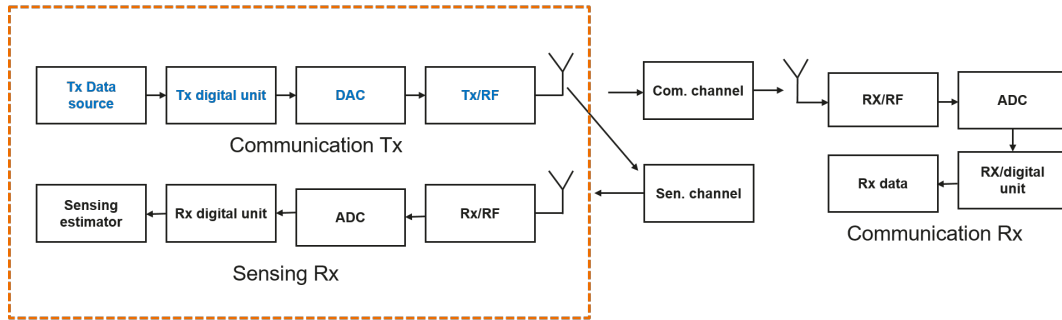 Tx Data
source
Tx digital unit
DAC
Tx/RF
Communication Tx
Com. channel
RX/RF
ADC
Sensing
estimator
Rx digital unit
ADC
Rx/RF
Sensing Rx
Sen. channel
Rx data
RX/digital
unit
Communication Rx